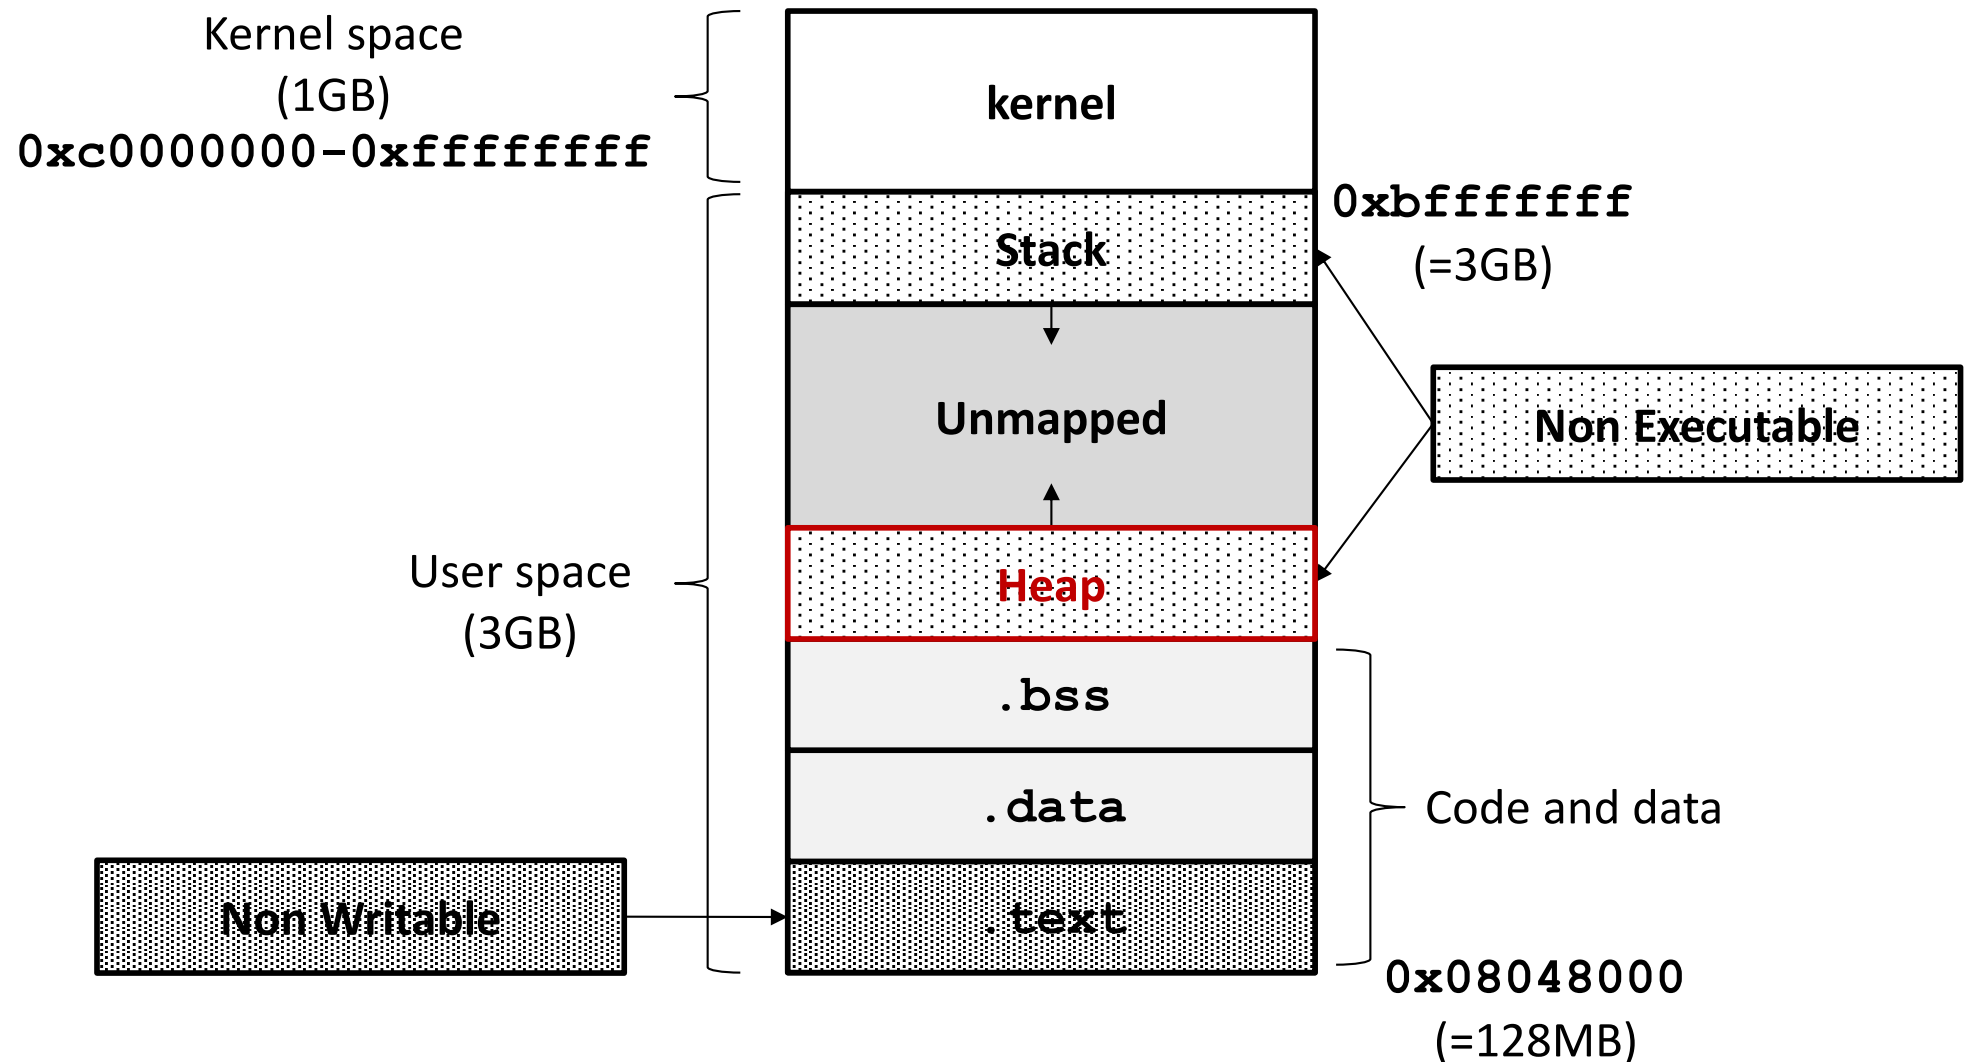 Kernel space
(1GB)
0xc0000000-0xffffffff
kernel
0xbfffffff
(=3GB)
Stack
Unmapped
Non Executable
User space
(3GB)
Heap
.bss
.data
Code and data
Non Writable
.text
0x08048000
(=128MB)